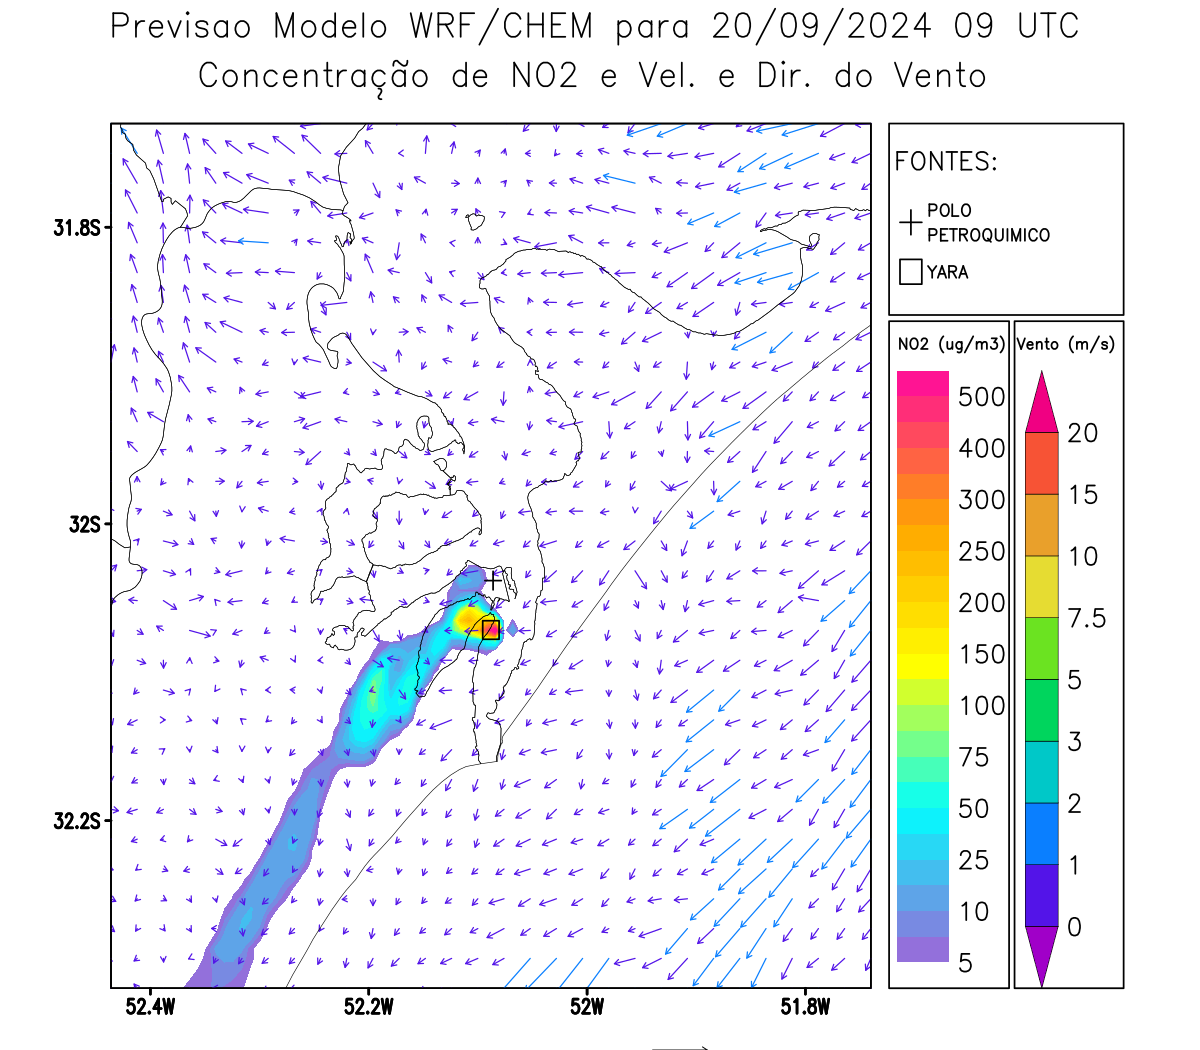 Previsao Modelo WRF/CHEM para 20/09/2024 09 UTC
Concentração de NO2 e Vel. e Dir. do Vento
FONTES:
POLO
PETROQUIMICO
YARA
NO2 (ug/m3)
500
400
300
250
200
150
100
75
50
25
10
5
Vento (m/s)
20
15
10
7.5
5
3
2
1
0
31.8S
32S
32.2S
52.4W
52.2W
52W
51.8W